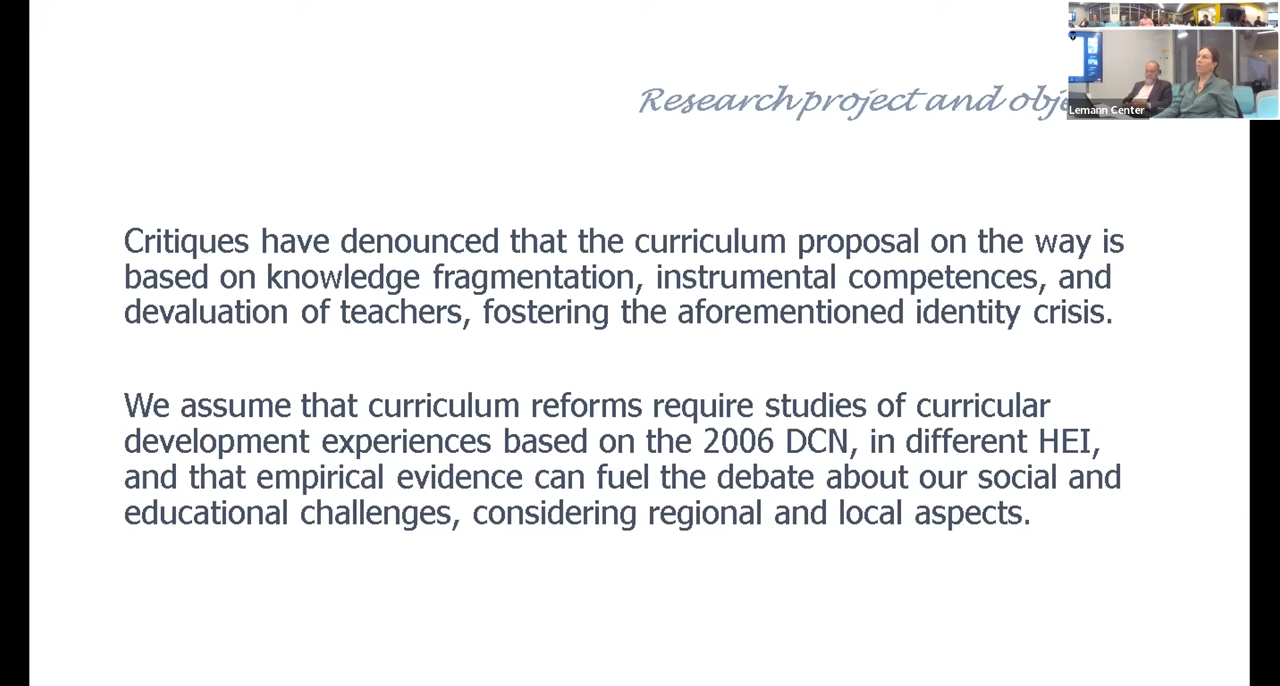 Research project and obje
Lemann Center
Critiques have denounced that the curriculum proposal on the way is
based on knowledge fragmentation, instrumental competences, and
devaluation of teachers, fostering the aforementioned identity crisis.
We assume that curriculum reforms require studies of curricular
development experiences based on the 2006 DCN, in different HEI,
and that empirical evidence can fuel the debate about our social and
educational challenges, considering regional and local aspects.